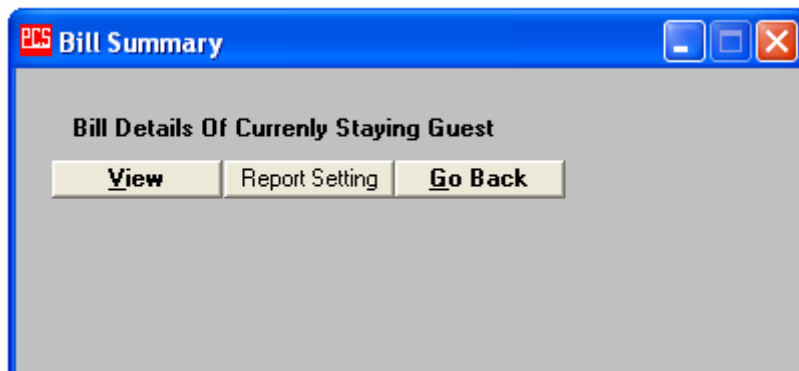 PCS Bill Summary
Bill Details Of Currenly Staying Guest
View Report Setting Go Back